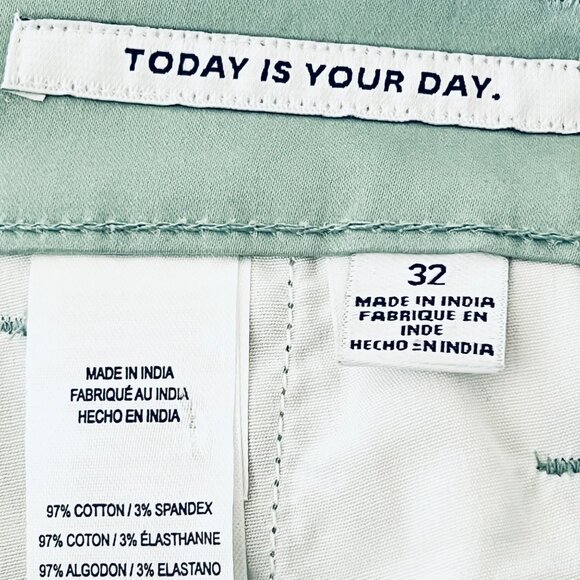 TODAY IS YOUR DAY.
32
MADE IN INDIA
FABRIQUE EN
INDE
HECHO EN INDIA
MADE IN INDIA
FABRIQUÉ AU INDIA
HECHO EN INDIA
97% COTTON / 3% SPANDEX
97% COTON / 3% ÉLASTHANNE
97% ALGODON / 3% ELASTANO